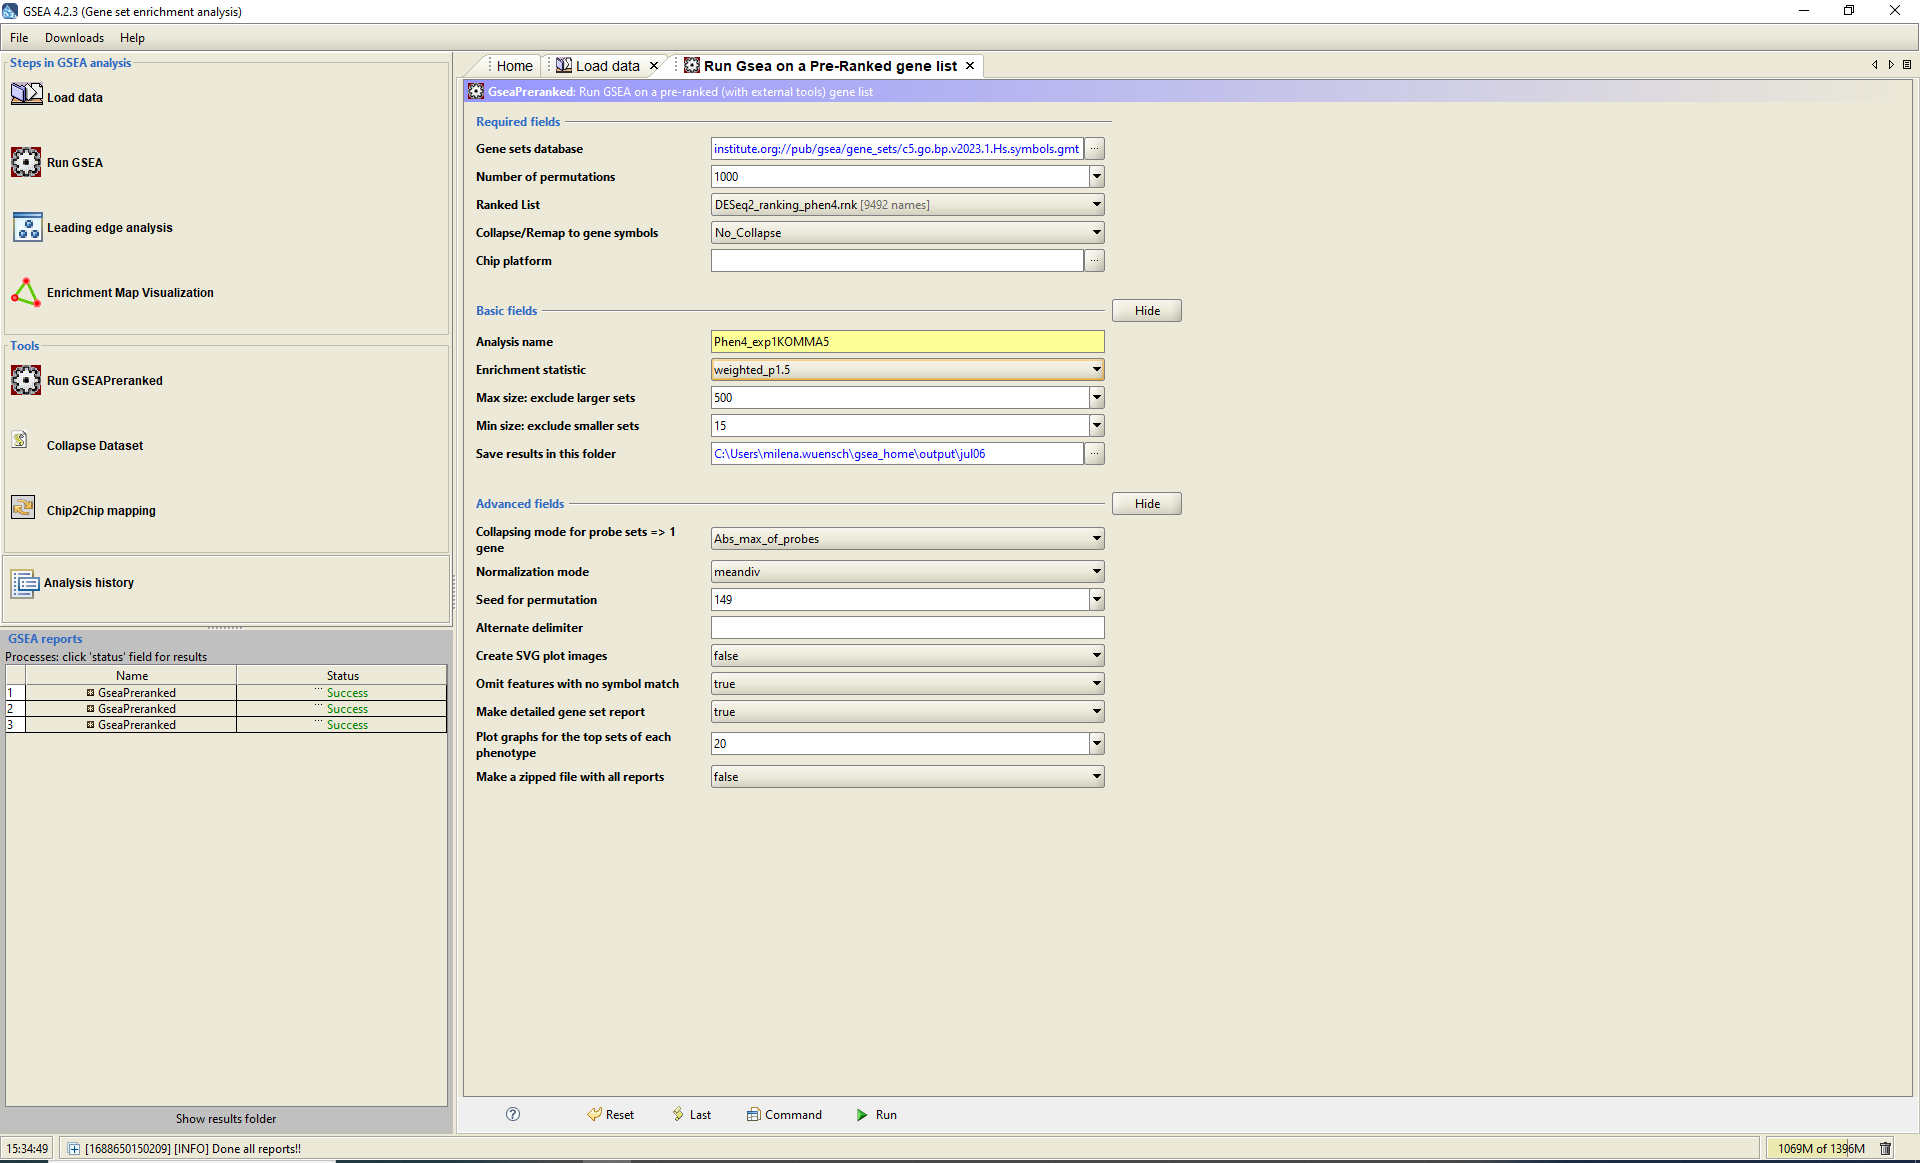 GSEA 4.2.3 (Gene set enrichment analysis)
File Downloads Help
Steps in GSEA analysis
Load data
Run GSEA
Leading edge analysis
Enrichment Map Visualization
Tools
Run GSEAPreranked
Collapse Dataset
Chip2Chip mapping
Analysis history
GSEA reports
Processes: click 'status' field for results
Name Status
1 GseaPreranked ... Success
2 GseaPreranked ... Success
3 GseaPreranked ... Success
Show results folder
Home Load data Run Gsea on a Pre-Ranked gene list
GseaPreranked: Run GSEA on a pre-ranked (with external tools) gene list
Required fields
Gene sets database institute.org://pub/gsea/gene_sets/c5.go.bp.v2023.1.Hs.symbols.gmt ...
Number of permutations 1000
Ranked List DESeq2_ranking_phen4.rnk [9492 names]
Collapse/Remap to gene symbols No_Collapse
Chip platform ...
Basic fields Hide
Analysis name Phen4_exp1KOMMA5
Enrichment statistic weighted_p1.5
Max size: exclude larger sets 500
Min size: exclude smaller sets 15
Save results in this folder C:\Users\milena.wuensch\gsea_home\output\jul06 ...
Advanced fields Hide
Collapsing mode for probe sets => 1
gene Abs_max_of_probes
Normalization mode meandiv
Seed for permutation 149
Alternate delimiter
Create SVG plot images false
Omit features with no symbol match true
Make detailed gene set report true
Plot graphs for the top sets of each
phenotype 20
Make a zipped file with all reports false
? Reset Last Command Run
15:34:49 [1688650150209] [INFO] Done all reports!! 1069M of 1396M